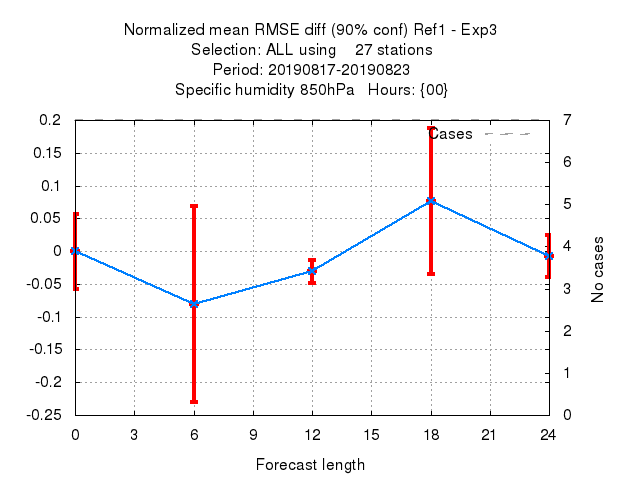 Normalized mean RMSE diff (90% conf) Ref1 - Exp3
Selection: ALL using    27 stations
Period: 20190817-20190823
Specific humidity 850hPa   Hours: {00}
Cases
0.2
0.15
0.1
0.05
0
-0.05
-0.1
-0.15
-0.2
-0.25
7
6
5
4
3
2
1
0
No cases
0 3 6 9 12 15 18 21 24
Forecast length